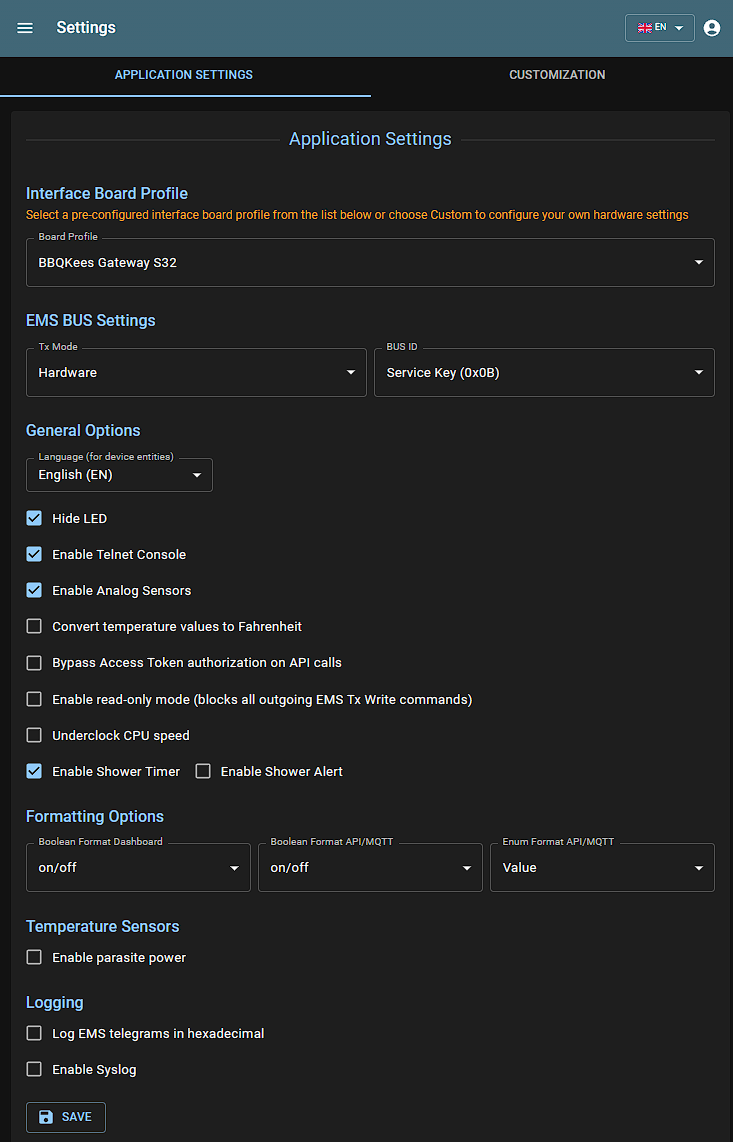 Settings
EN
APPLICATION SETTINGS
CUSTOMIZATION
Application Settings
Interface Board Profile
Select a pre-configured interface board profile from the list below or choose Custom to configure your own hardware settings
Board Profile
BBQKees Gateway S32
EMS BUS Settings
Tx Mode
Hardware
BUS ID
Service Key (0x0B)
General Options
Language (for device entities)
English (EN)
Hide LED
Enable Telnet Console
Enable Analog Sensors
Convert temperature values to Fahrenheit
Bypass Access Token authorization on API calls
Enable read-only mode (blocks all outgoing EMS Tx Write commands)
Underclock CPU speed
Enable Shower Timer
Enable Shower Alert
Formatting Options
Boolean Format Dashboard
on/off
Boolean Format API/MQTT
on/off
Enum Format API/MQTT
Value
Temperature Sensors
Enable parasite power
Logging
Log EMS telegrams in hexadecimal
Enable Syslog
SAVE